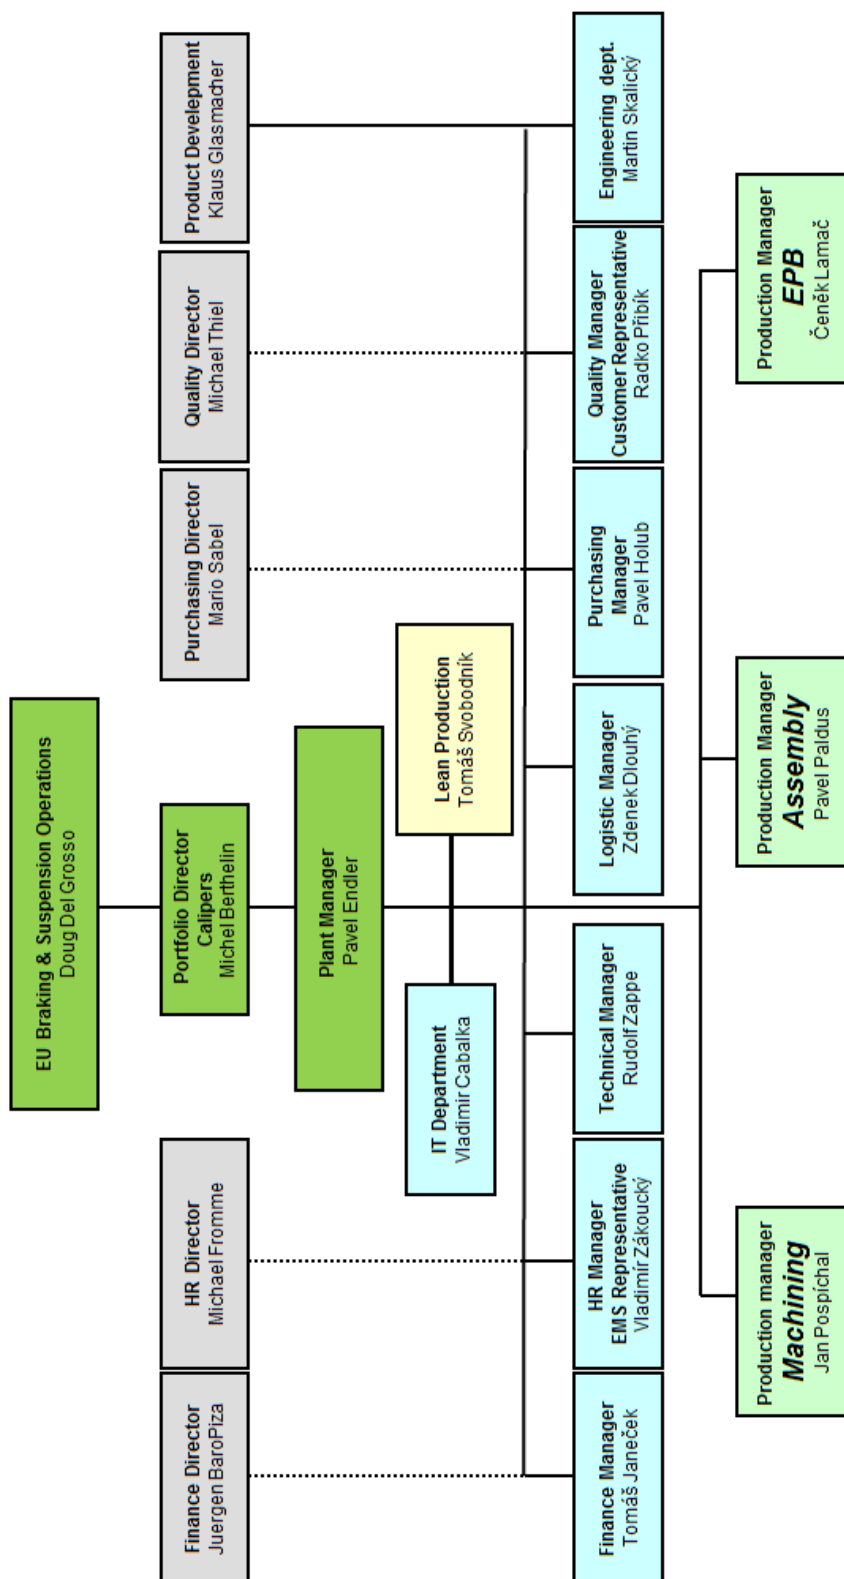 EU Braking & Suspension Operations
Doug Del Grosso
Finance Director
Juergen BaroPiza
HR Director
Michael Fromme
Portfolio Director
Calipers
Michel Berthelin
Purchasing Director
Mario Sabel
Quality Director
Michael Thiel
Product Develepment
Klaus Glasmacher
Plant Manager
Pavel Endler
IT Department
Vladimir Cabalka
Lean Production
Tomáš Svobodník
Finance Manager
Tomáš Janeček
HR Manager
EMS Representative
Vladimír Zákoucký
Technical Manager
Rudolf Zappe
Logistic Manager
Zdenek Dlouhý
Purchasing
Manager
Pavel Holub
Quality Manager
Customer Representative
Radko Přibík
Engineering dept.
Martin Skalický
Production manager
Machining
Jan Pospíchal
Production Manager
Assembly
Pavel Paldus
Production Manager
EPB
Čeněk Lamač